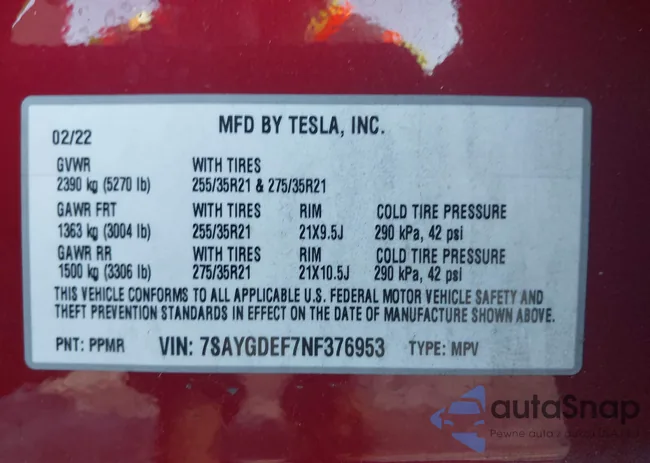 MFD BY TESLA, INC.
02/22
GVWR WITH TIRES
2390 kg (5270 lb) 255/35R21 & 275/35R21
GAWR FRT WITH TIRES RIM COLD TIRE PRESSURE
1363 kg (3004 lb) 255/35R21 21X9.5J 290 kPa, 42 psi
GAWR RR WITH TIRES COLD TIRE PRESSURE
1500 kg (3306 lb) 275/35R21 21X10.5J 290 kPa, 42 psi
THIS VEHICLE CONFORMS TO ALL APPLICABLE U.S. FEDERAL MOTOR VEHICLE SAFETY AND
THEFT PREVENTION STANDARDS IN EFFECT ON THE DATE OF MANUFACTURE SHOWN ABOVE.
PNT: PPMR VIN: 7SAYGDEF7NF376953 TYPE: MPV
autaSnap
Pewne auta z